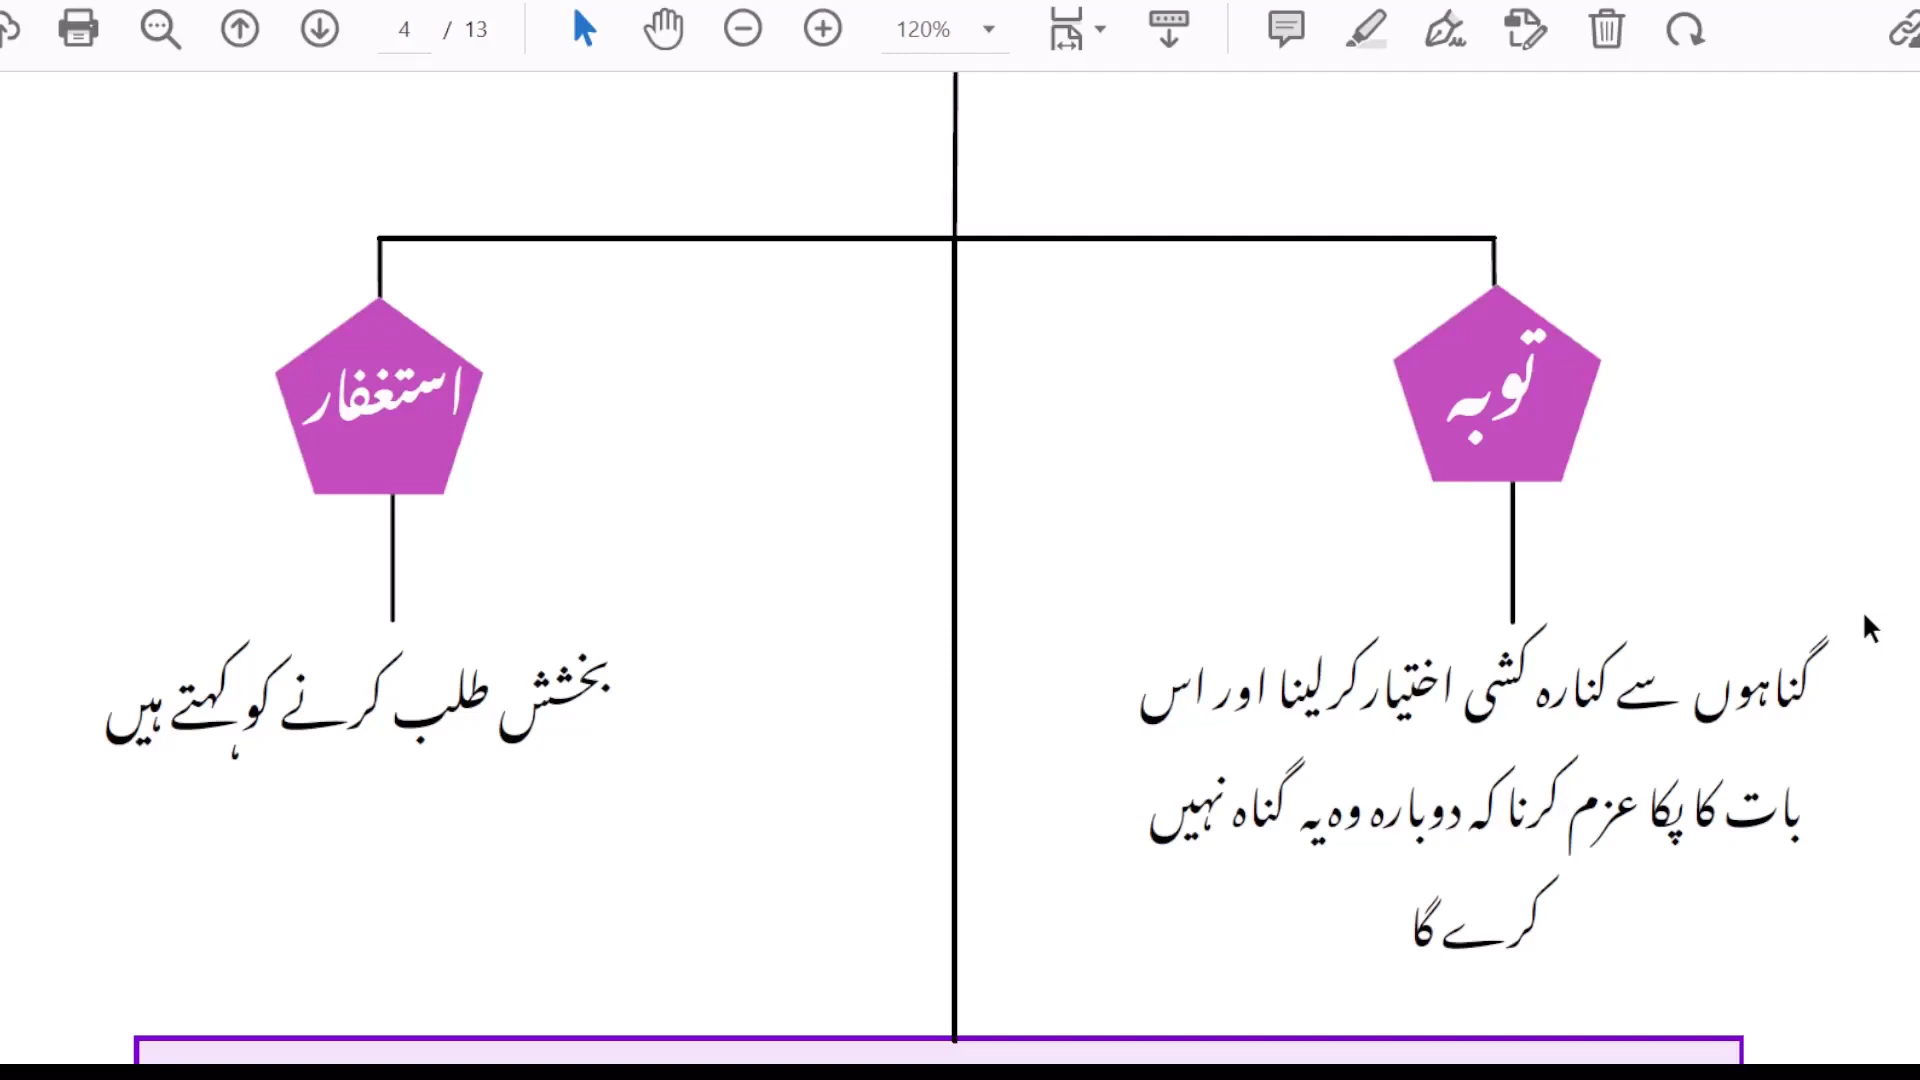 4 / 13
120%
توبہ
استغفار
گناہوں سے کنارہ کشی اختیار کر لینا اور اس
بات کا پکا عزم کرنا کہ دوبارہ وہ یہ گناہ نہیں
کرے گا
بخشش طلب کرنے کو کہتے ہیں